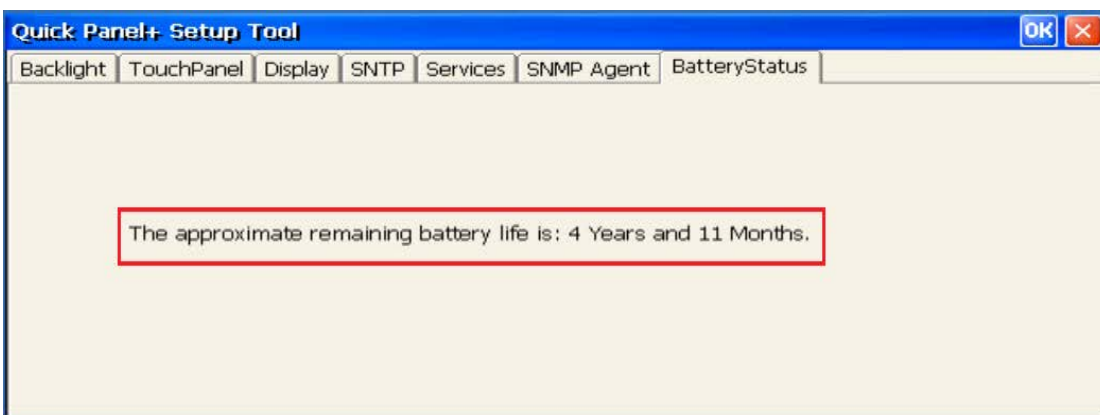 Quick Panel+ Setup Tool OK
Backlight TouchPanel Display SNTP Services SNMP Agent BatteryStatus
The approximate remaining battery life is: 4 Years and 11 Months.